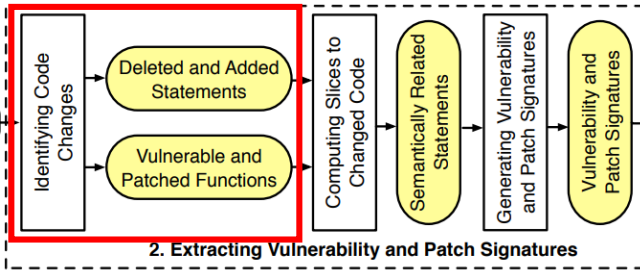 Identifying Code
Changes
Deleted and Added
Statements
Vulnerable and
Patched Functions
Computing Slices to
Changed Code
Semantically Related
Statements
Generating Vulnerability
and Patch Signatures
Vulnerability and
Patch Signatures
2. Extracting Vulnerability and Patch Signatures